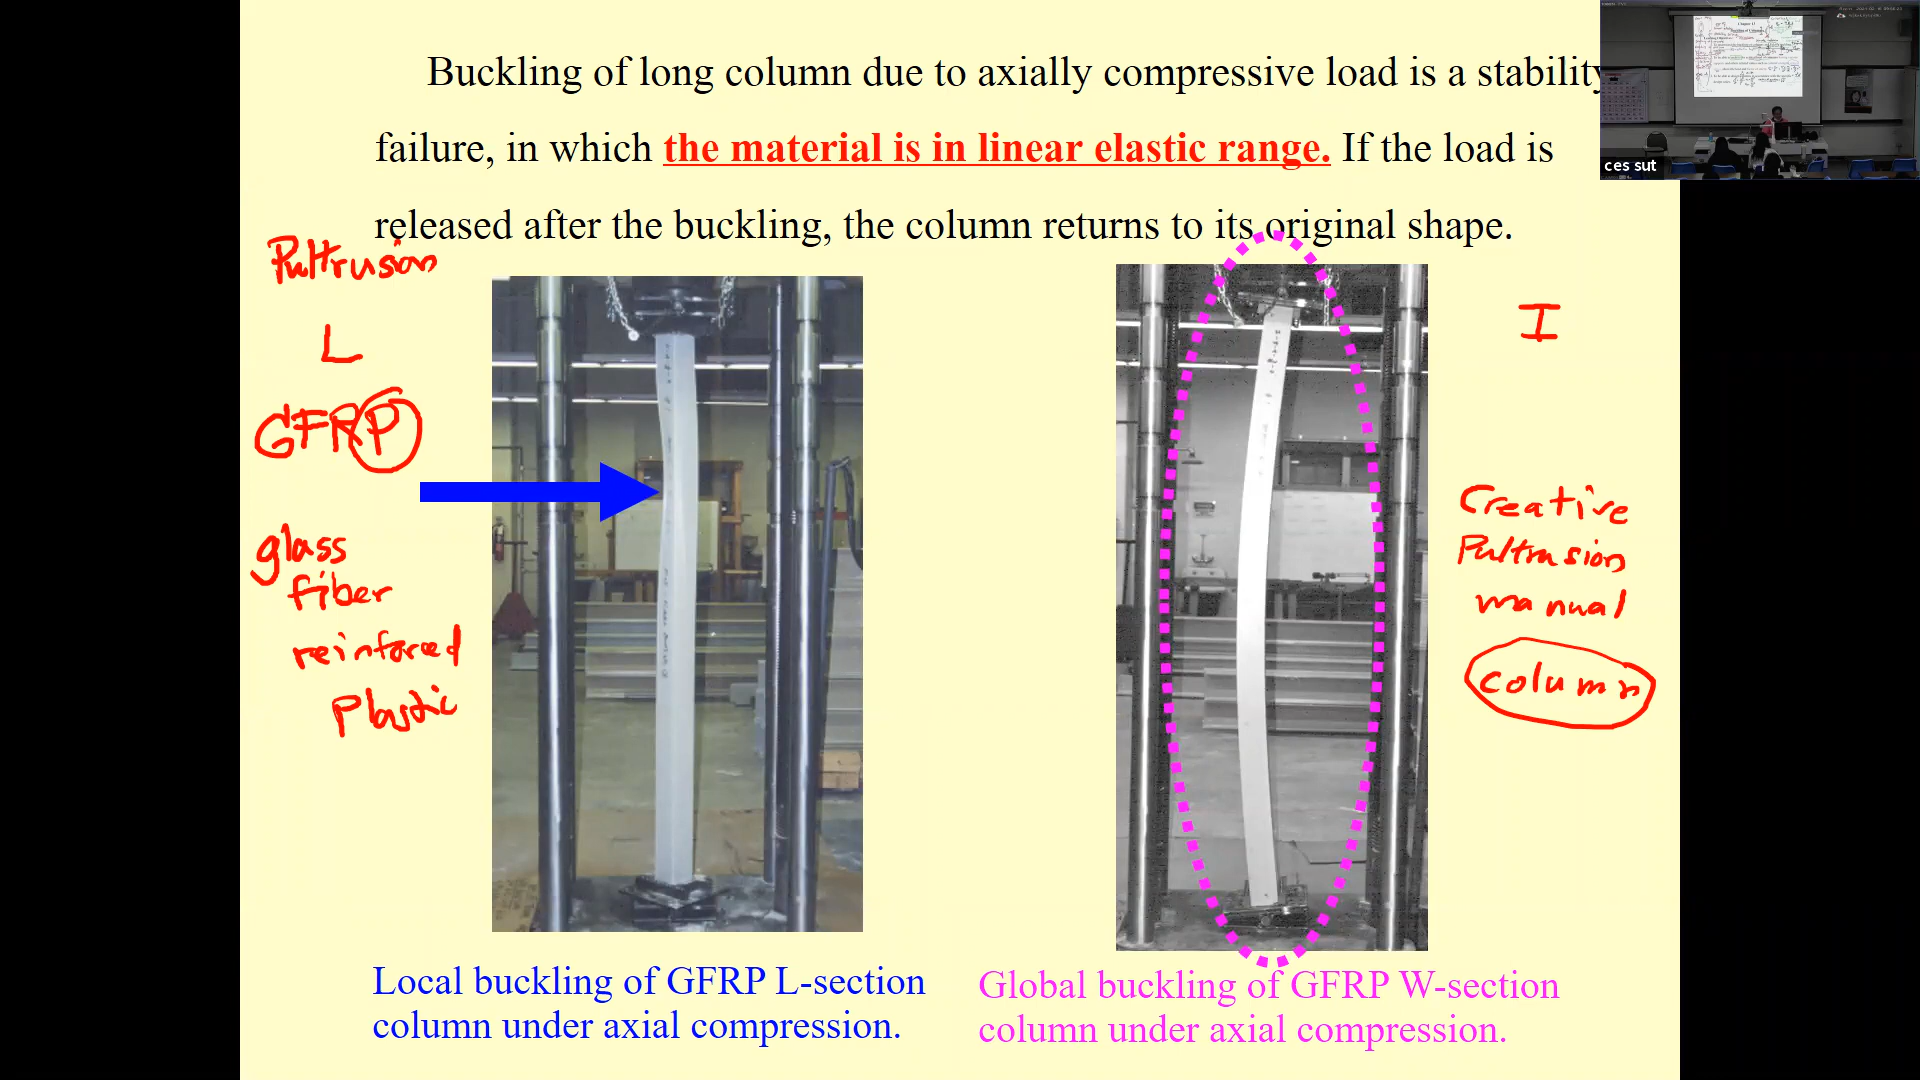 Buckling of long column due to axially compressive load is a stability
failure, in which the material is in linear elastic range. If the load is
released after the buckling, the column returns to its original shape.
Pultrusion
L
GFRP
glass
fiber
reinforced
Plastic
I
Creative
Pultrusion
manual
column
Local buckling of GFRP L-section
column under axial compression.
Global buckling of GFRP W-section
column under axial compression.
ces sut